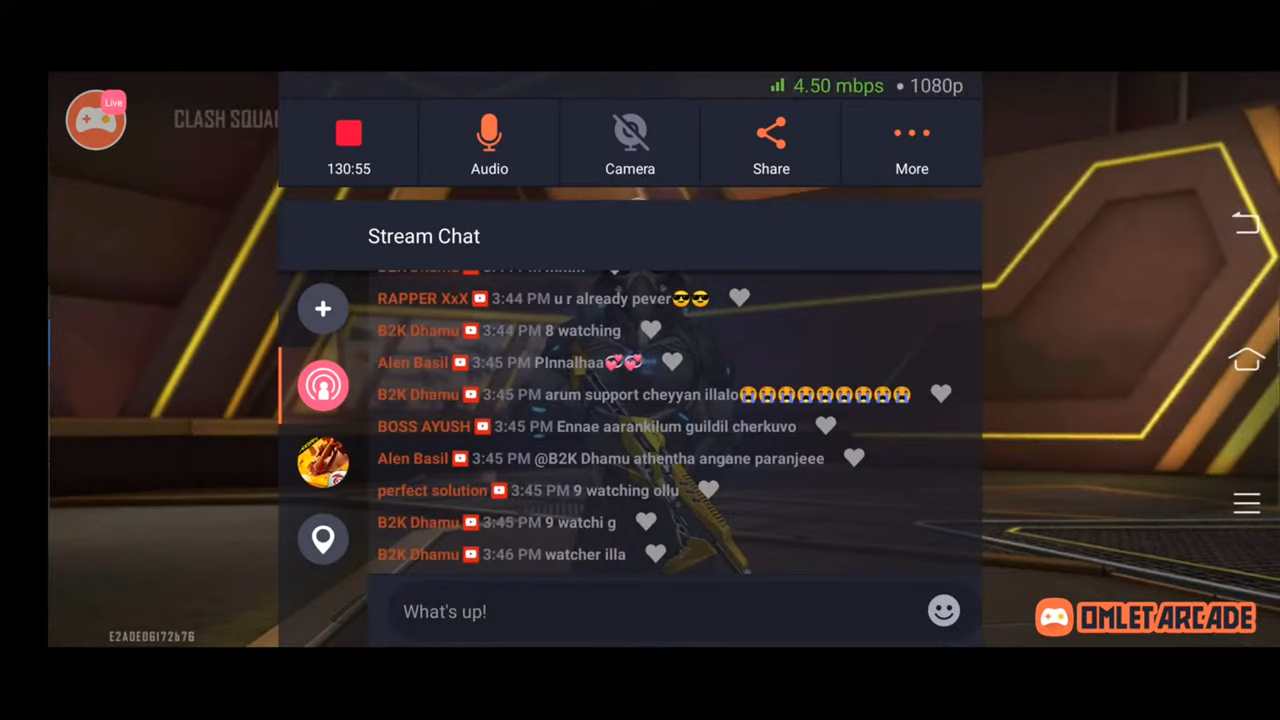 4.50 mbps • 1080p
Live
CLASH SQUA
130:55
Audio
Camera
Share
More
Stream Chat
RAPPER XxX 3:44 PM u r already pever😎😎
B2K Dhamu 3:44 PM 8 watching
Alen Basil 3:45 PM PInnalhaa💞💞
B2K Dhamu 3:45 PM arum support cheyyan illalo😭😭😭😭😭😭😭😭😭
BOSS AYUSH 3:45 PM Ennae aarankilum guildil cherkuvo
Alen Basil 3:45 PM @B2K Dhamu athentha angane paranjeee
perfect solution 3:45 PM 9 watching ollu
B2K Dhamu 3:45 PM 9 watchi g
B2K Dhamu 3:46 PM watcher illa
What's up!
OMLET ARCADE
E2ADE06172b76